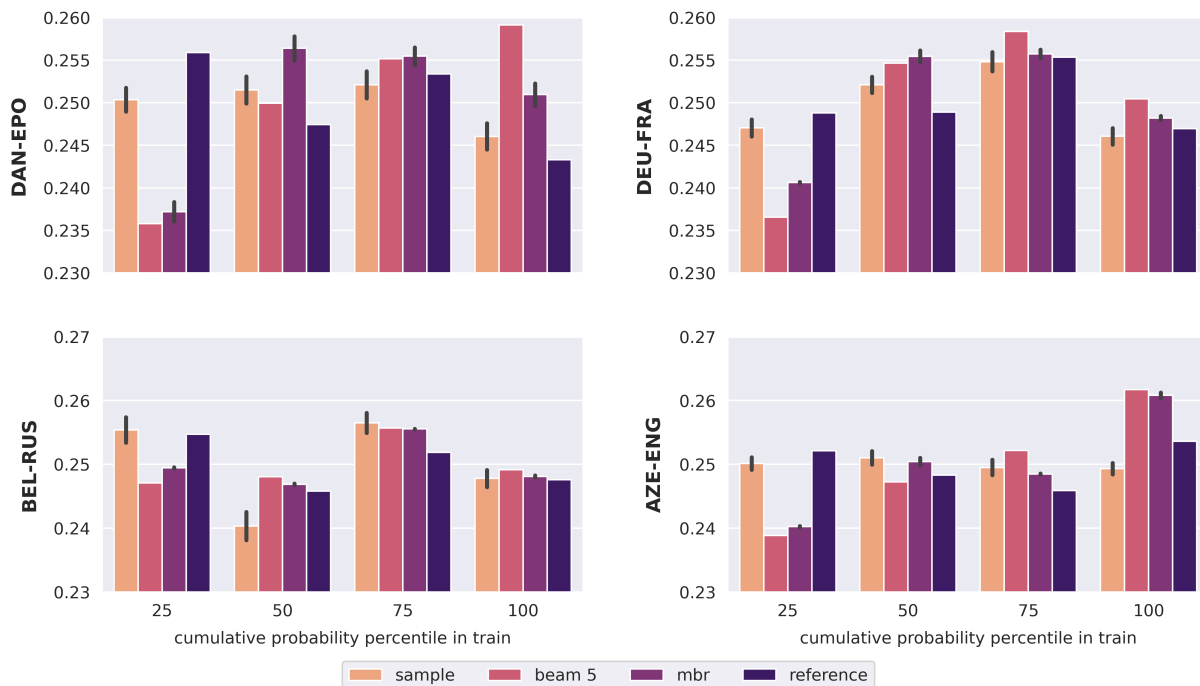 DAN-EPO
0.260
0.255
0.250
0.245
0.240
0.235
0.230
DEU-FRA
0.260
0.255
0.250
0.245
0.240
0.235
0.230
BEL-RUS
0.27
0.26
0.25
0.24
0.23
25 50 75 100
cumulative probability percentile in train
AZE-ENG
0.27
0.26
0.25
0.24
0.23
25 50 75 100
cumulative probability percentile in train
sample beam 5 mbr reference